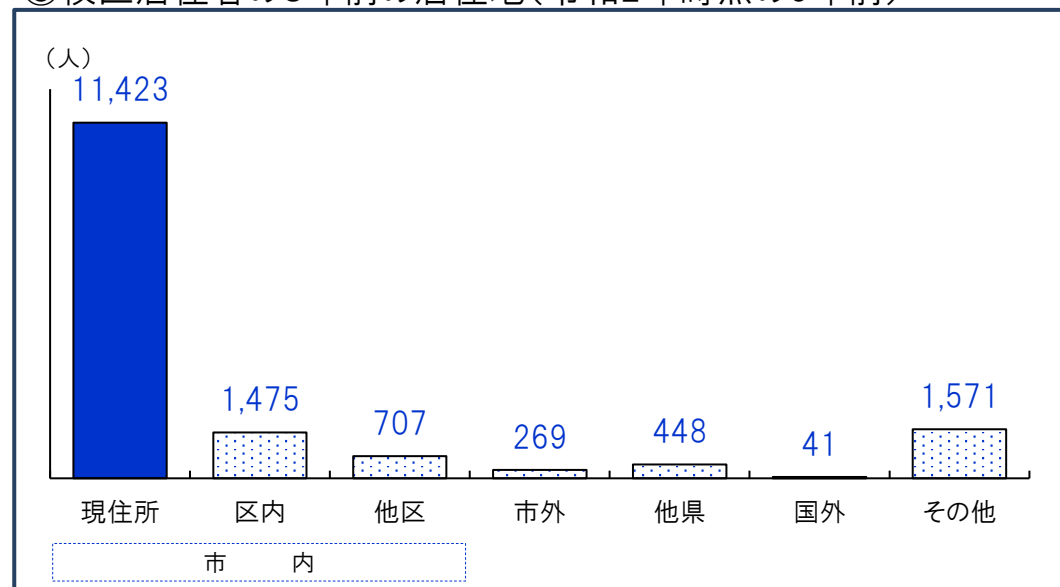 (人)
11,423
1,475
707
269
448
41
1,571
現住所
区内
他区
市外
他県
国外
その他
市 内